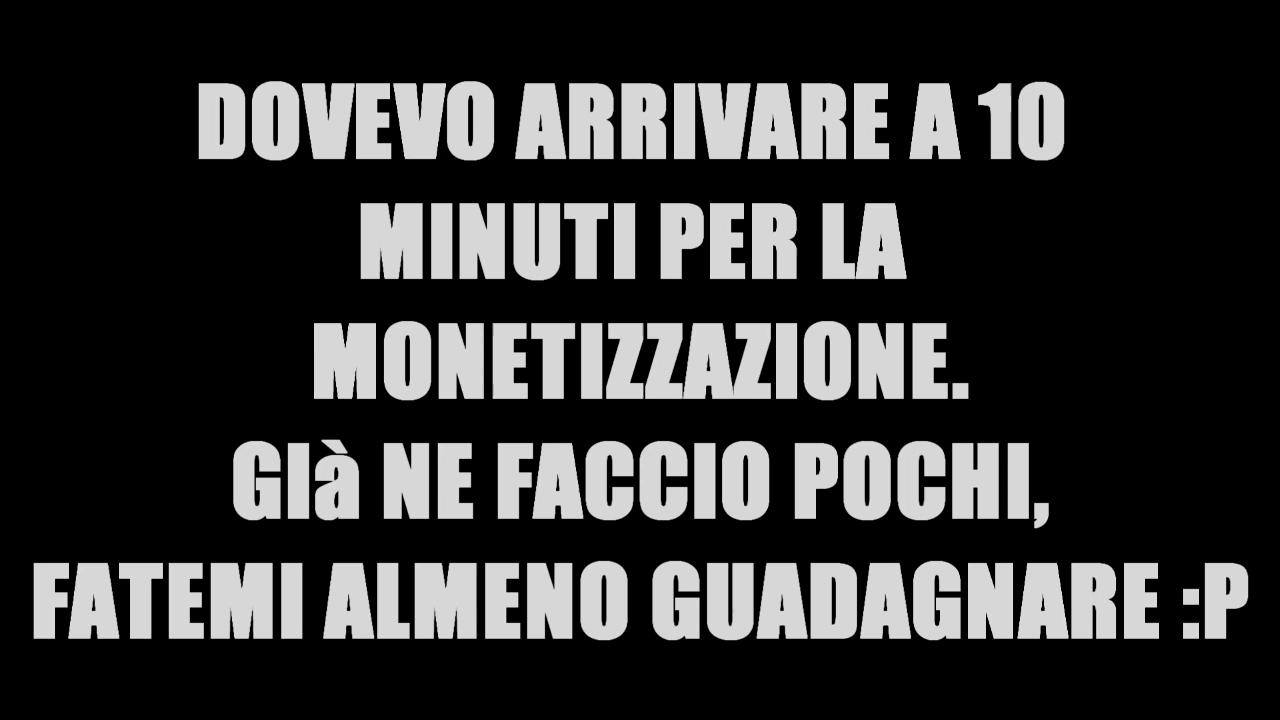 DOVEVO ARRIVARE A 10
MINUTI PER LA
MONETIZZAZIONE.
GIà NE FACCIO POCHI,
FATEMI ALMENO GUADAGNARE :P